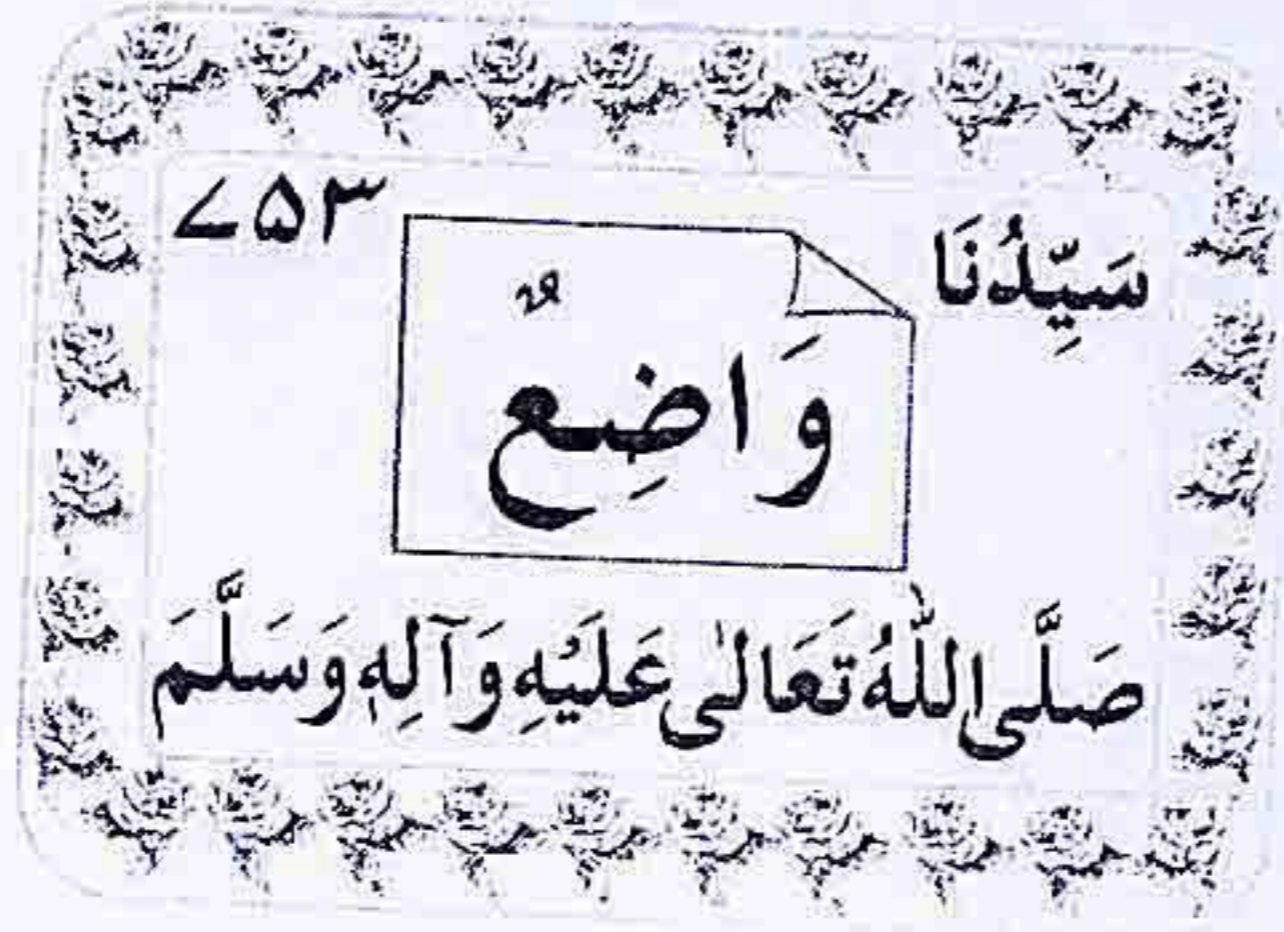 سَيِّدُنَا
۷۵۳
وَاضِعٌ
صَلَّى اللّٰهُ تَعَالٰى عَلَيْهِ وَآلِهٖ وَسَلَّمَ